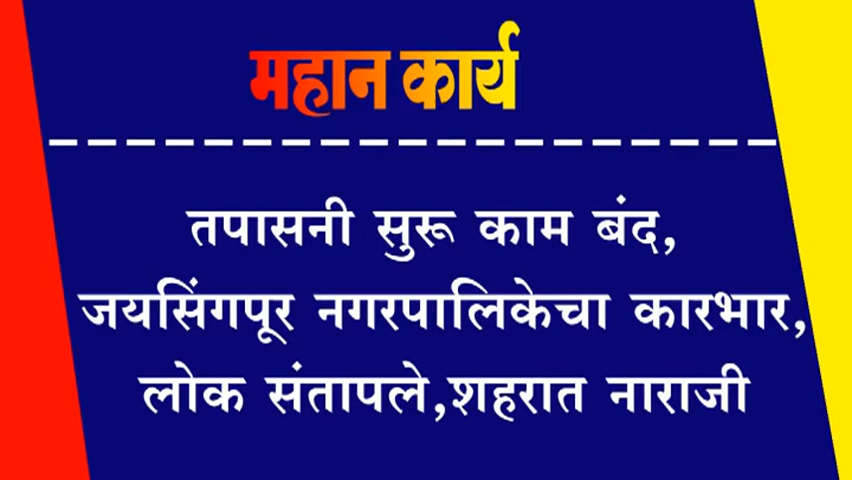 महान कार्य
तपासनी सुरू काम बंद,
जयसिंगपूर नगरपालिकेचा कारभार,
लोक संतापले,शहरात नाराजी